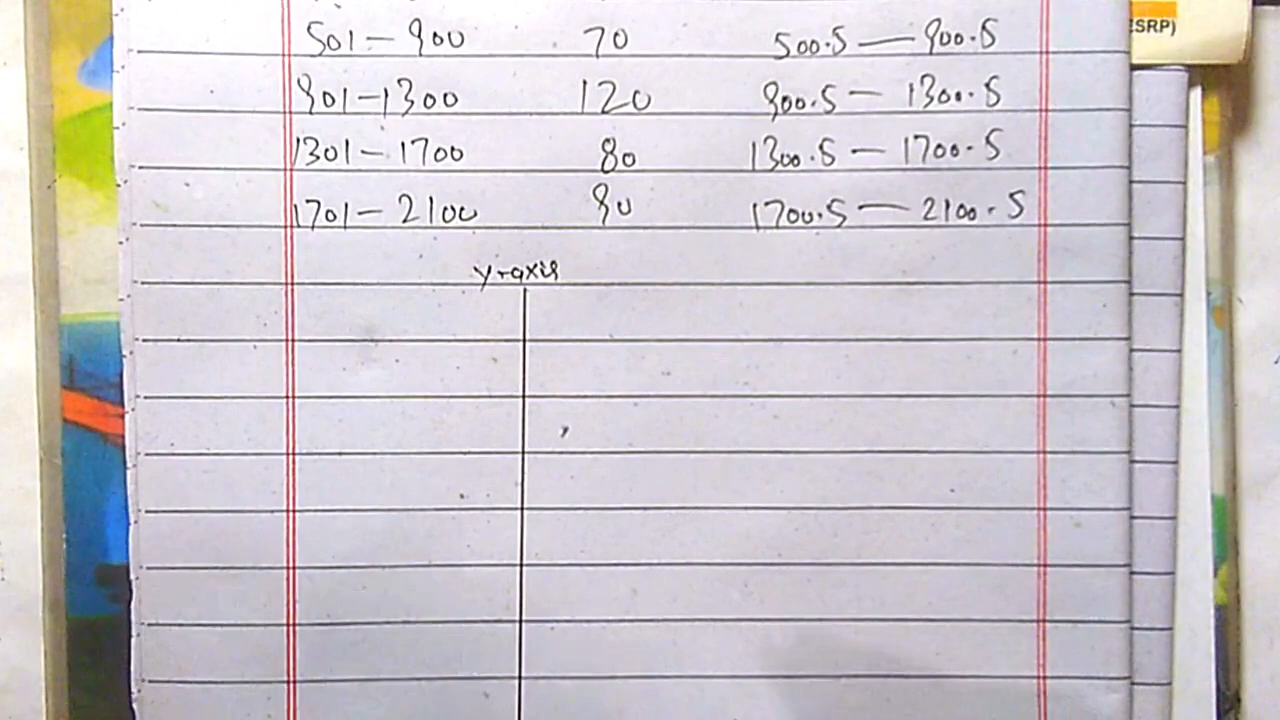 ESRP)
501 - 900 70 500.5 — 900.5
901 - 1300 120 900.5 — 1300.5
1301 - 1700 80 1300.5 — 1700.5
1701 - 2100 90 1700.5 — 2100.5
y-axis